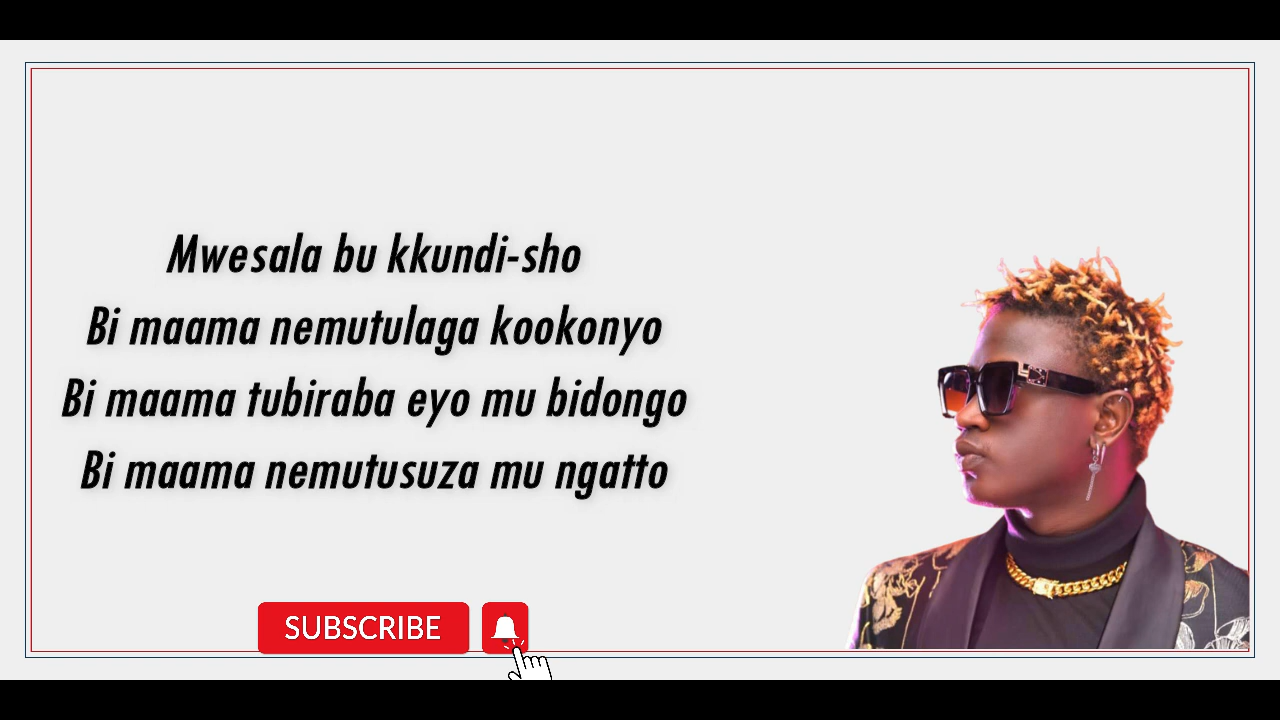 Mwesala bu kkundi-sho
Bi maama nemutulaga kookonyo
Bi maama tubiraba eyo mu bidongo
Bi maama nemutusuza mu ngatto
SUBSCRIBE